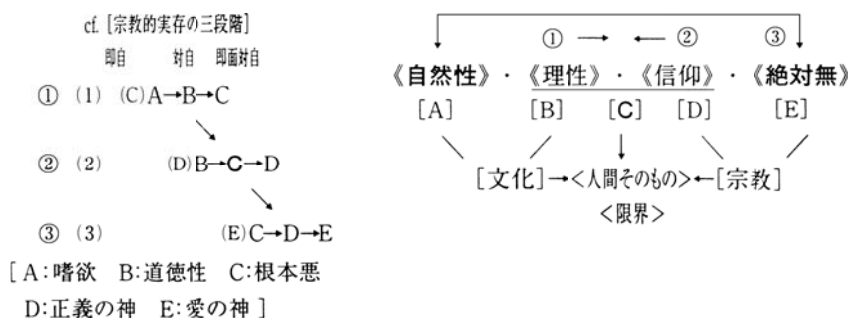 cf. [宗教的実存の三段階]
即自 対自 即面対自
① (1) (C)A→B→C
② (2) (D)B→C→D
③ (3) (E)C→D→E
[A:嗜欲 B:道徳性 C:根本悪
D:正義の神 E:愛の神]
① → ← ② ③
《自然性》・《理性》・《信仰》・《絶対無》
[A] [B] [C] [D] [E]
[文化]→<人間そのもの>←[宗教]
<限界>